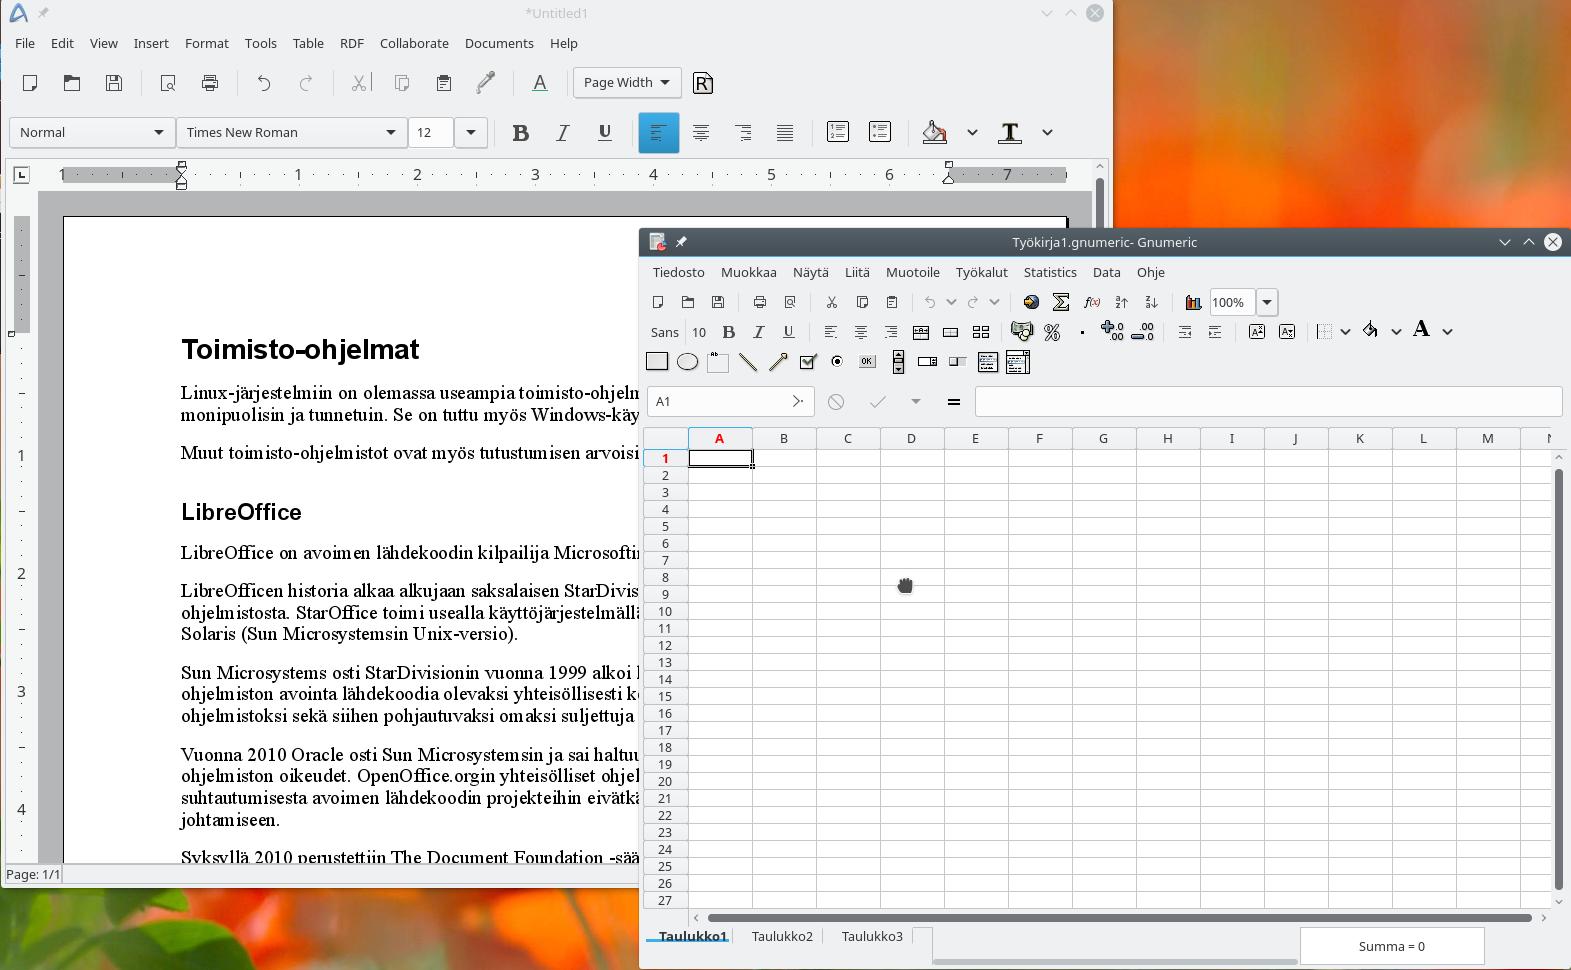 *Untitled1
File Edit View Insert Format Tools Table RDF Collaborate Documents Help
Page Width
Normal Times New Roman 12
1 1 2 3 4 5 6 7
Toimisto-ohjelmat
Linux-järjestelmiin on olemassa useampia toimisto-ohjelm
monipuolisin ja tunnetuin. Se on tuttu myös Windows-käy
Muut toimisto-ohjelmistot ovat myös tutustumisen arvoisi
LibreOffice
LibreOffice on avoimen lähdekoodin kilpailija Microsoftin
LibreOfficen historia alkaa alkujaan saksalaisen StarDivis
ohjelmistosta. StarOffice toimi usealla käyttöjärjestelmällä
Solaris (Sun Microsystemsin Unix-versio).
Sun Microsystems osti StarDivisionin vuonna 1999 alkoi
ohjelmiston avointa lähdekoodia olevaksi yhteisöllisesti
ohjelmistoksi sekä siihen pohjautuvaksi omaksi suljettuja
Vuonna 2010 Oracle osti Sun Microsystemsin ja sai haltuu
ohjelmiston oikeudet. OpenOffice.orgin yhteisölliset ohjel
suhtautumisesta avoimen lähdekoodin projekteihin eivätkä
johtamiseen.
Syksyllä 2010 perustettiin The Document Foundation -sää
1
2
3
4
Page: 1/1
Työkirja1.gnumeric- Gnumeric
Tiedosto Muokkaa Näytä Liitä Muotoile Työkalut Statistics Data Ohje
100%
Sans 10
A1
A B C D E F G H I J K L M N
1
2
3
4
5
6
7
8
9
10
11
12
13
14
15
16
17
18
19
20
21
22
23
24
25
26
27
Taulukko1 Taulukko2 Taulukko3
Summa = 0